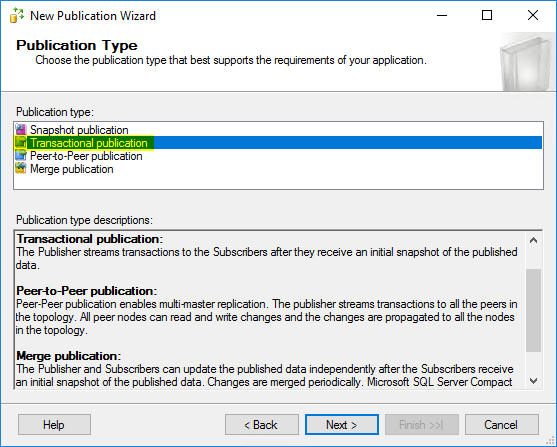 New Publication Wizard
Publication Type
Choose the publication type that best supports the requirements of your application.
Publication type:
Snapshot publication
Transactional publication
Peer-to-Peer publication
Merge publication
Publication type descriptions:
Transactional publication:
The Publisher streams transactions to the Subscribers after they receive an initial snapshot of the published
data.
Peer-to-Peer publication:
Peer-Peer publication enables multi-master replication. The publisher streams transactions to all the peers in
the topology. All peer nodes can read and write changes and the changes are propagated to all the nodes
in the topology.
Merge publication:
The Publisher and Subscribers can update the published data independently after the Subscribers receive
an initial snapshot of the published data. Changes are merged periodically. Microsoft SQL Server Compact
Help
< Back
Next >
Finish >>|
Cancel